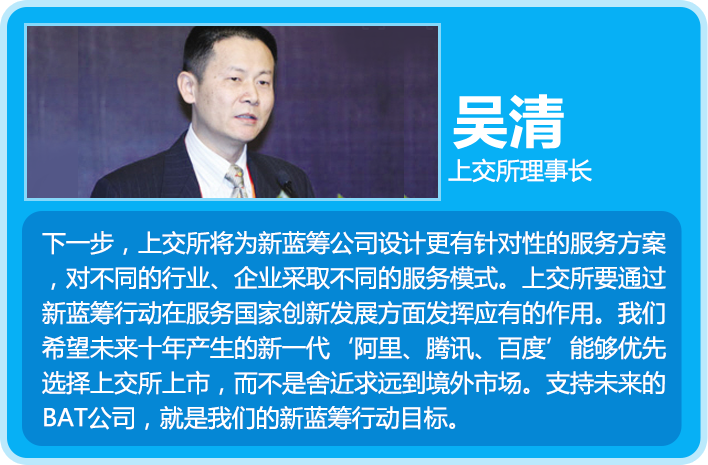 吴清
上交所理事长
下一步，上交所将为新蓝筹公司设计更有针对性的服务方案
，对不同的行业、企业采取不同的服务模式。上交所要通过
新蓝筹行动在服务国家创新发展方面发挥应有的作用。我们
希望未来十年产生的新一代‘阿里、腾讯、百度’能够优先
选择上交所上市，而不是舍近求远到境外市场。支持未来的
BAT公司，就是我们的新蓝筹行动目标。